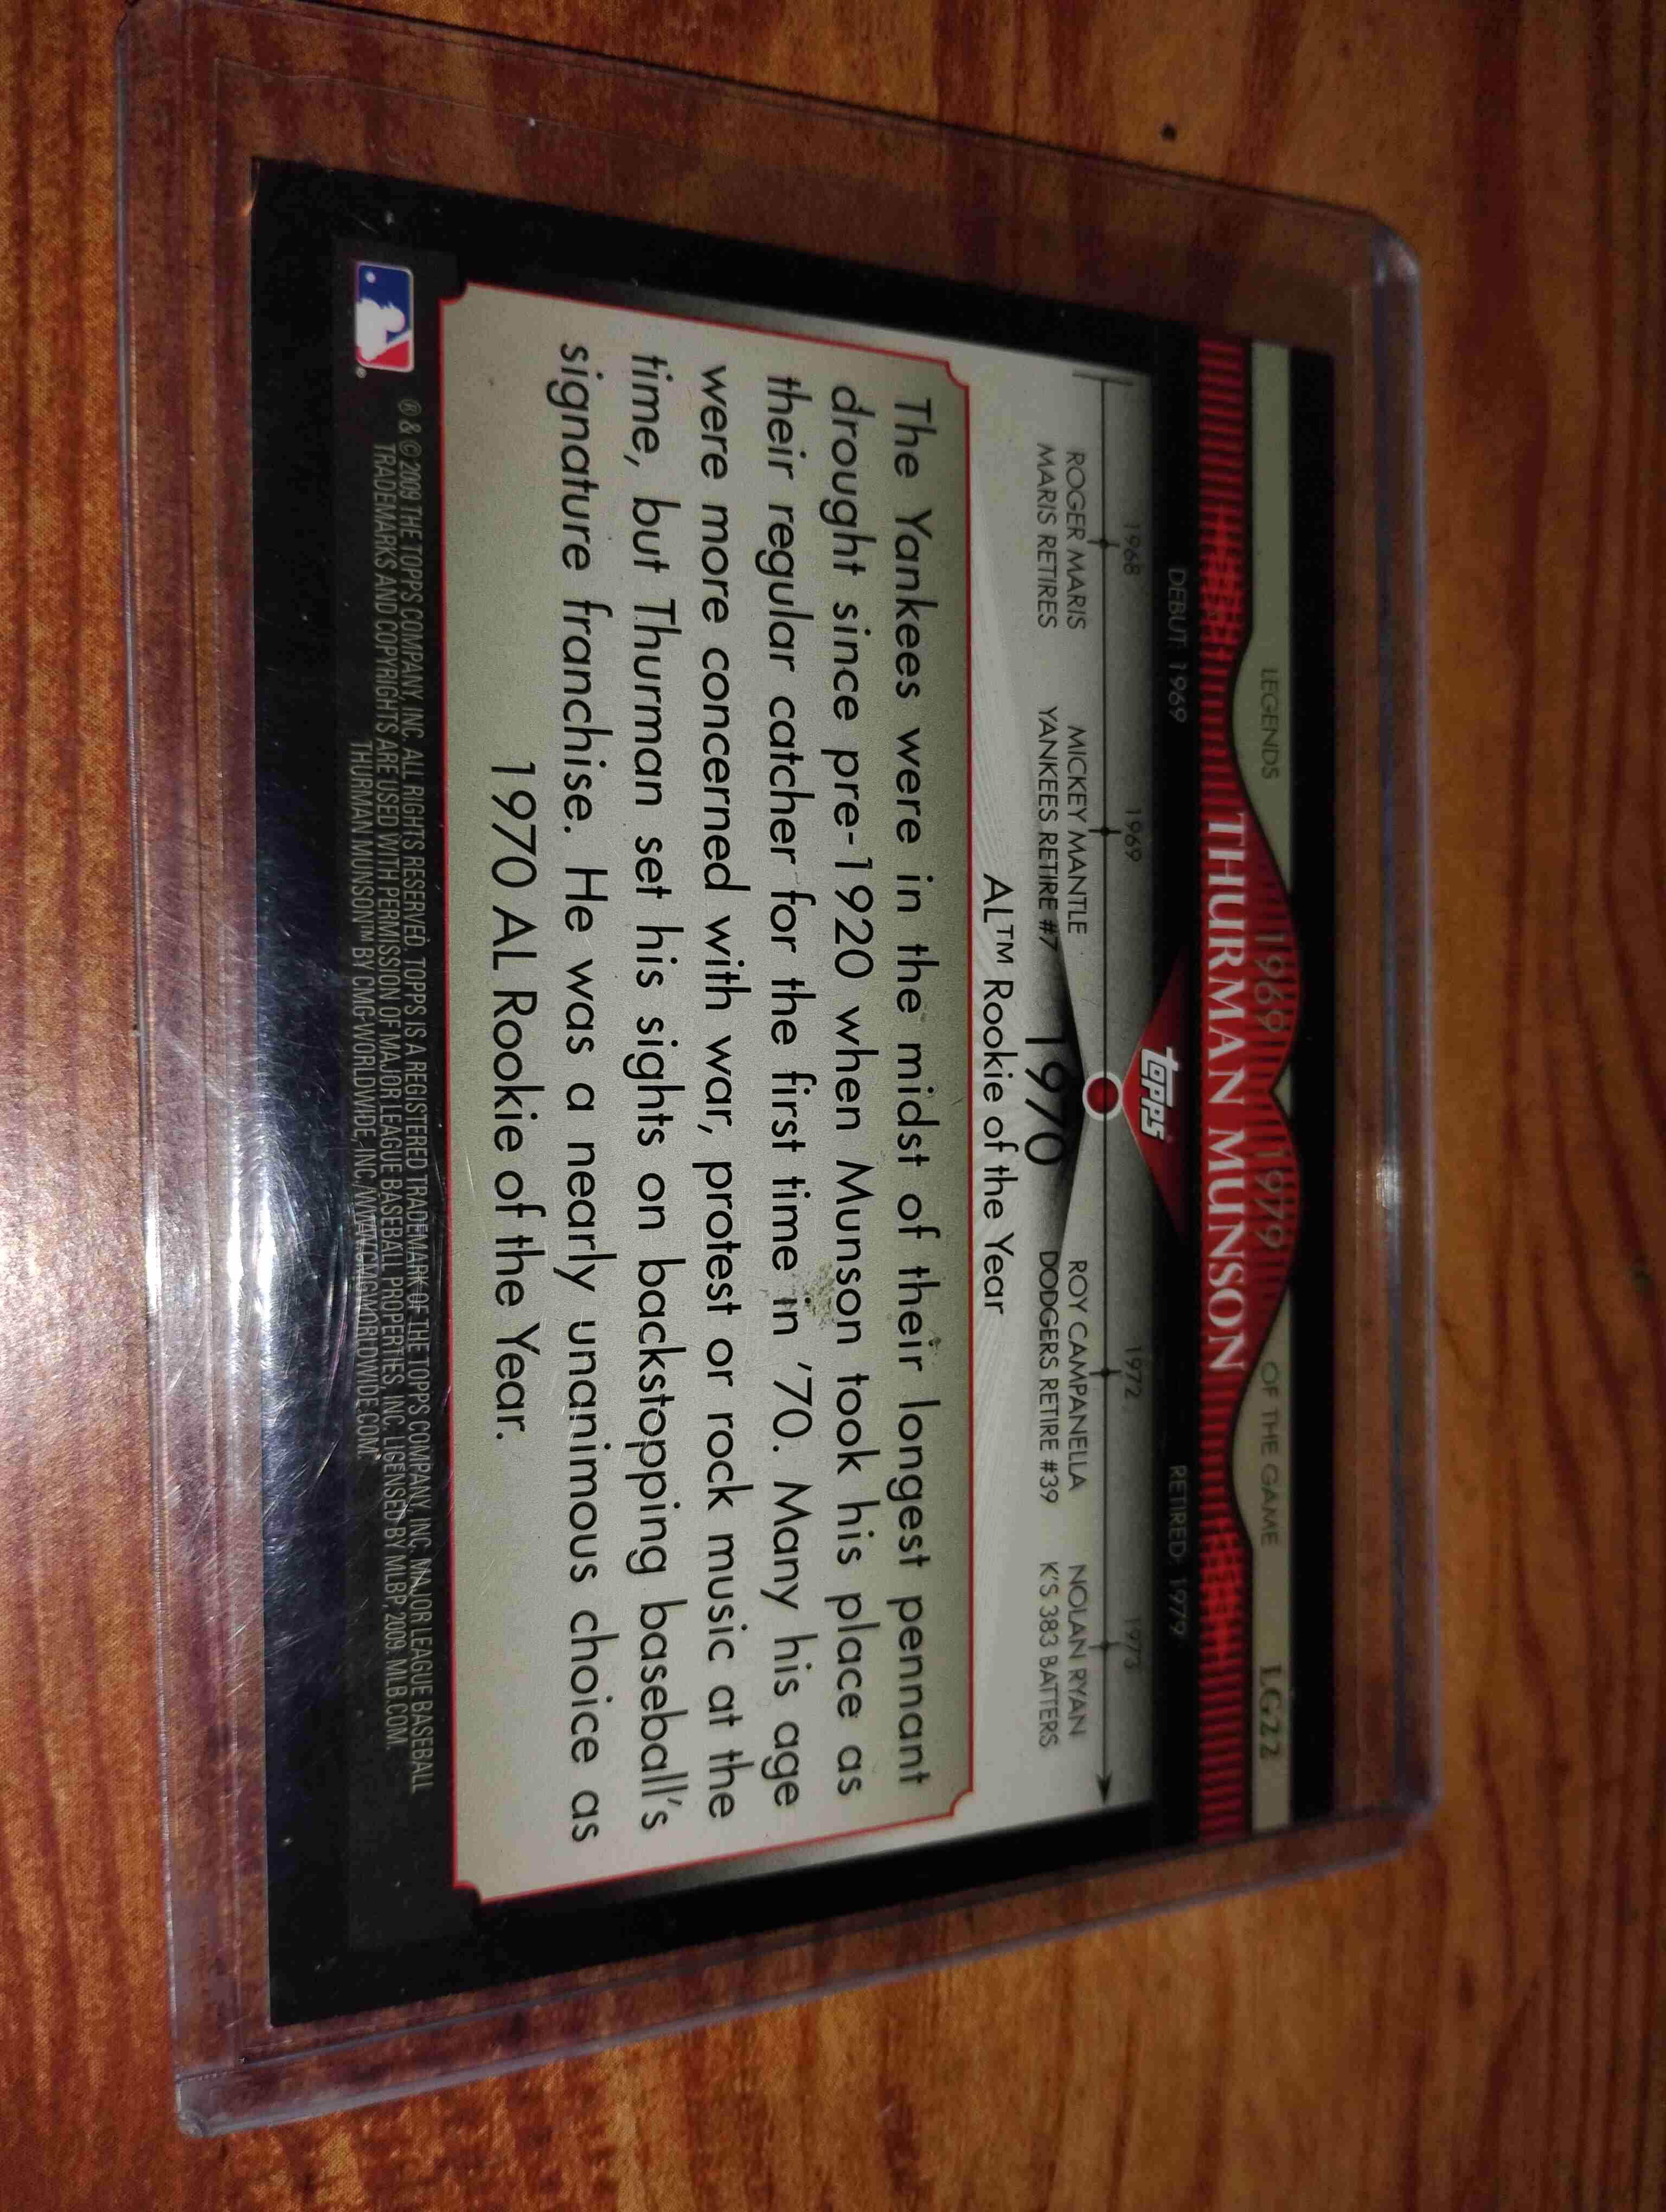 LEGENDS 1969 1979 OF THE GAME LG22
THURMAN MUNSON
DEBUT: 1969 topps RETIRED: 1979
1968 1969 1972 1973
ROGER MARIS MICKEY MANTLE ROY CAMPANELLA NOLAN RYAN
MARIS RETIRES YANKEES RETIRE #7 1970 DODGERS RETIRE #39 K'S 383 BATTERS
AL™ Rookie of the Year
The Yankees were in the midst of their longest pennant
drought since pre-1920 when Munson took his place as
their regular catcher for the first time in '70. Many his age
were more concerned with war, protest or rock music at the
time, but Thurman set his sights on backstopping baseball's
signature franchise. He was a nearly unanimous choice as
1970 AL Rookie of the Year.
® & © 2009 THE TOPPS COMPANY, INC. ALL RIGHTS RESERVED. TOPPS IS A REGISTERED TRADEMARK OF THE TOPPS COMPANY, INC. MAJOR LEAGUE BASEBALL
TRADEMARKS AND COPYRIGHTS ARE USED WITH PERMISSION OF MAJOR LEAGUE BASEBALL PROPERTIES, INC. LICENSED BY MLBP, 2009. MLB.COM.
THURMAN MUNSON™ BY CMG WORLDWIDE, INC./WWW.CMGWORLDWIDE.COM.